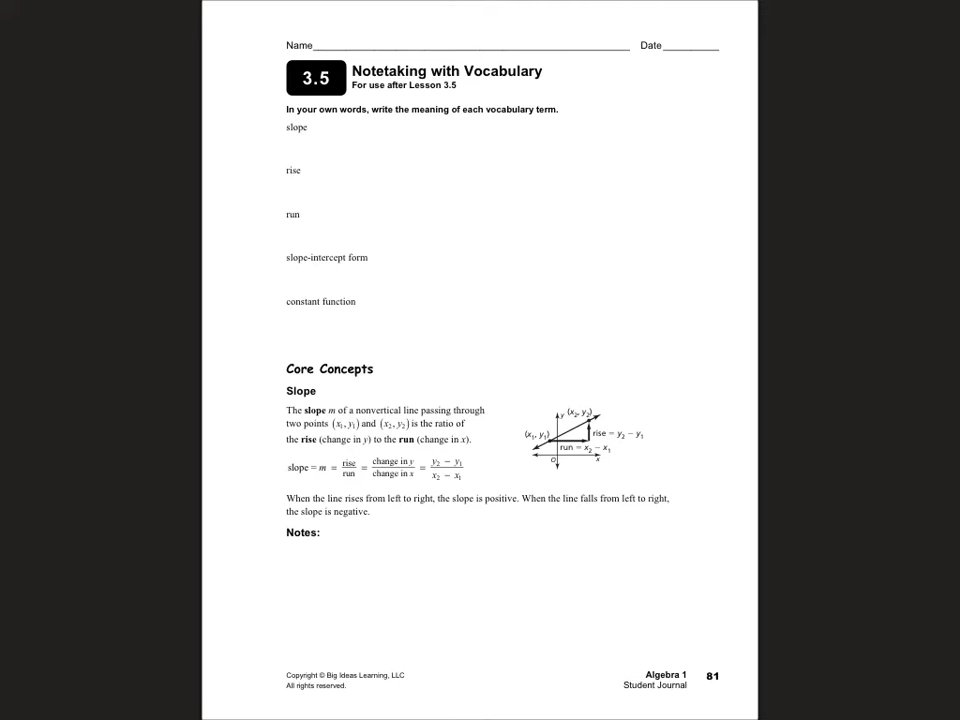 Name Date
3.5 Notetaking with Vocabulary
For use after Lesson 3.5
In your own words, write the meaning of each vocabulary term.
slope
rise
run
slope-intercept form
constant function
Core Concepts
Slope
The slope m of a nonvertical line passing through
two points (x₁, y₁) and (x₂, y₂) is the ratio of
the rise (change in y) to the run (change in x).
slope = m = rise/run = change in y/change in x = y₂ − y₁/x₂ − x₁
y (x₂, y₂)
(x₁, y₁) rise = y₂ − y₁
run = x₂ − x₁
O x
When the line rises from left to right, the slope is positive. When the line falls from left to right,
the slope is negative.
Notes:
Copyright © Big Ideas Learning, LLC Algebra 1 81
All rights reserved. Student Journal